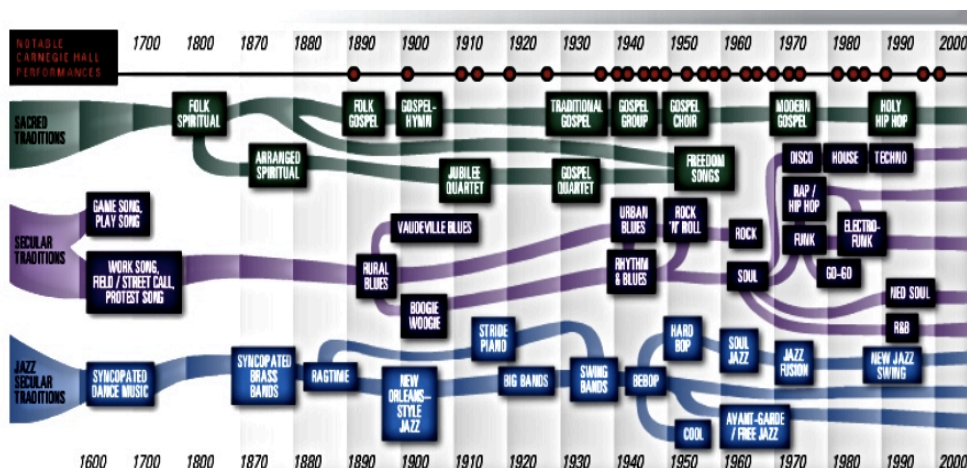 NOTABLE
CARNEGIE HALL
PERFORMANCES
1700 1800 1870 1880 1890 1900 1910 1920 1930 1940 1950 1960 1970 1980 1990 2000
SACRED
TRADITIONS
FOLK
SPIRITUAL
FOLK
GOSPEL
GOSPEL-
HYMN
TRADITIONAL
GOSPEL
GOSPEL
GROUP
GOSPEL
CHOIR
MODERN
GOSPEL
HOLY
HIP HOP
ARRANGED
SPIRITUAL
JUBILEE
QUARTET
GOSPEL
QUARTET
FREEDOM
SONGS
DISCO
HOUSE
TECHNO
SECULAR
TRADITIONS
GAME SONG,
PLAY SONG
WORK SONG,
FIELD / STREET CALL,
PROTEST SONG
VAUDEVILLE BLUES
RURAL
BLUES
BOOGIE
WOOGIE
URBAN
BLUES
RHYTHM
& BLUES
ROCK
'N' ROLL
ROCK
SOUL
RAP /
HIP HOP
FUNK
ELECTRO-
FUNK
GO-GO
NEO SOUL
R&B
JAZZ
SECULAR
TRADITIONS
SYNCOPATED
DANCE MUSIC
SYNCOPATED
BRASS
BANDS
RAGTIME
STRIDE
PIANO
NEW
ORLEANS-
STYLE
JAZZ
BIG BANDS
SWING
BANDS
BEBOP
HARD
BOP
COOL
SOUL
JAZZ
AVANT-GARDE
/ FREE JAZZ
JAZZ
FUSION
NEW JAZZ
SWING
1600 1700 1800 1870 1880 1890 1900 1910 1920 1930 1940 1950 1960 1970 1980 1990 2000